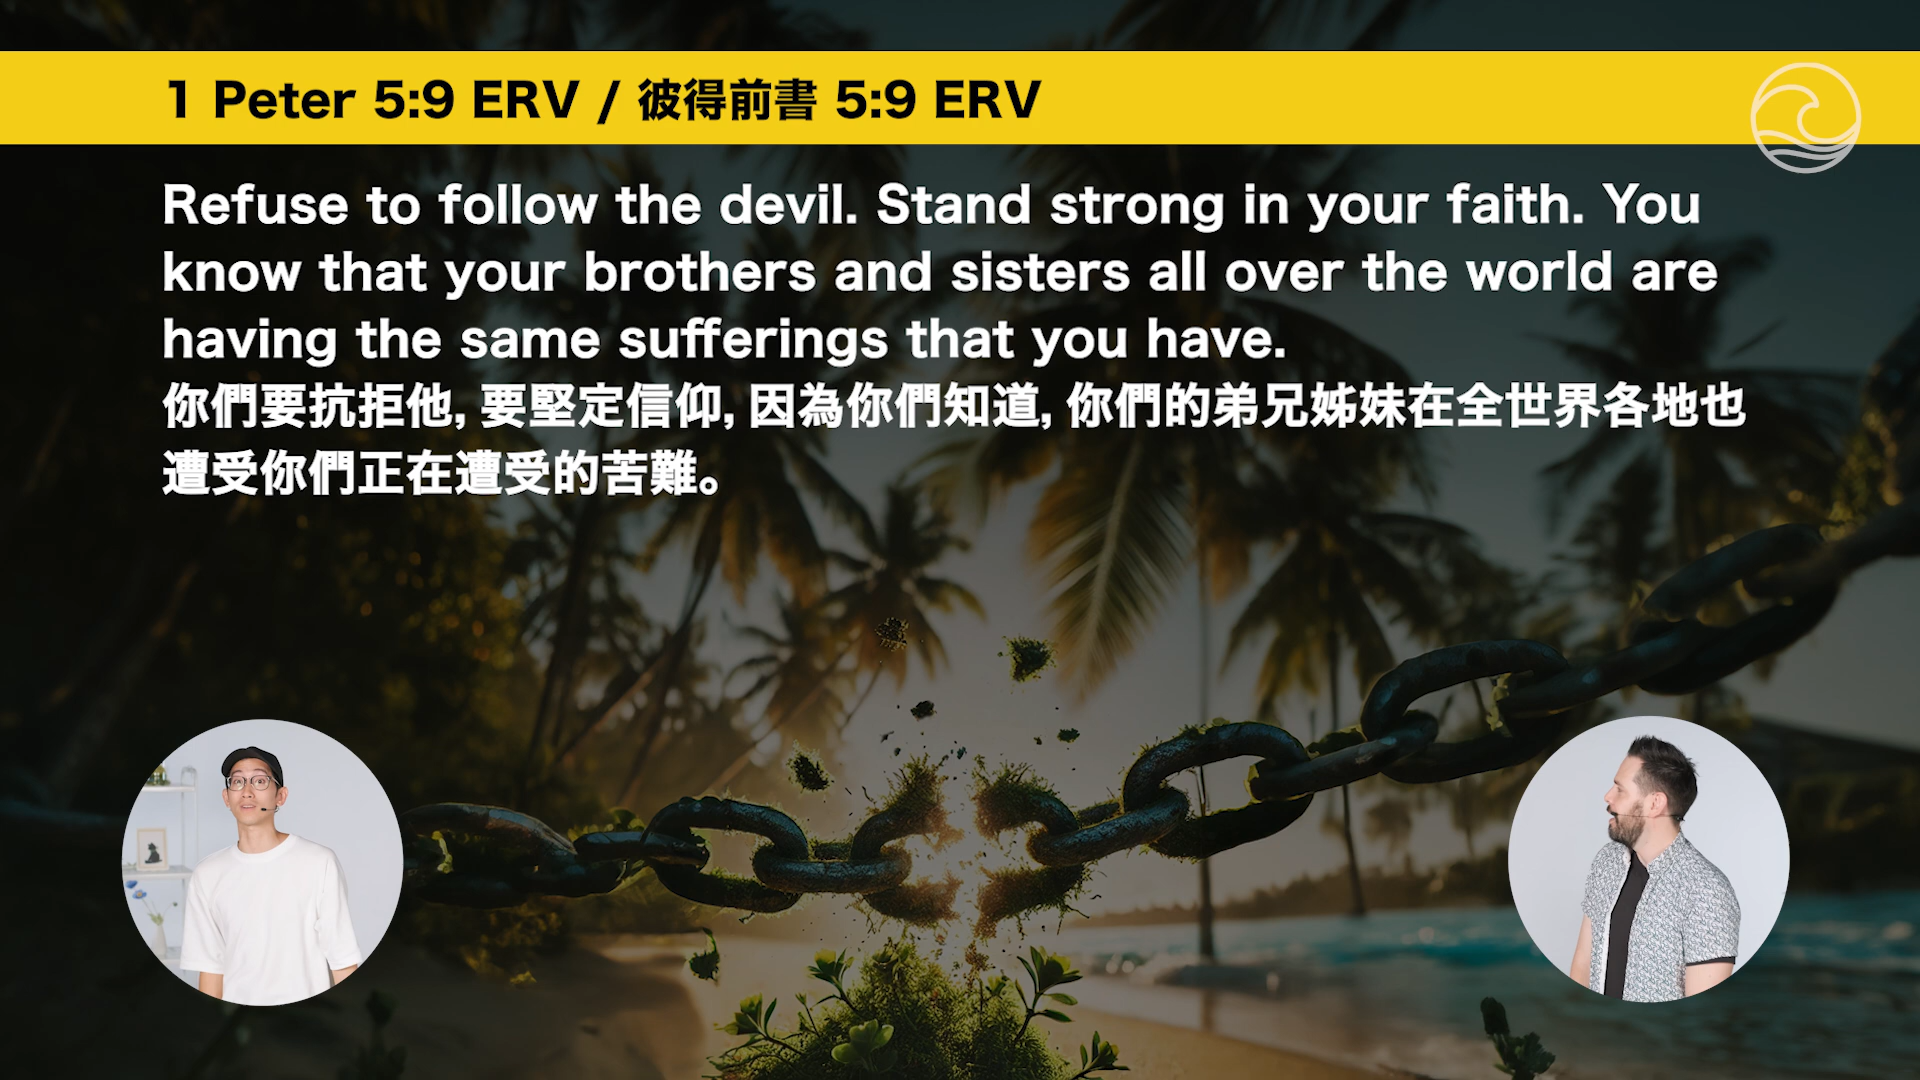 1 Peter 5:9 ERV / 彼得前書 5:9 ERV
Refuse to follow the devil. Stand strong in your faith. You
know that your brothers and sisters all over the world are
having the same sufferings that you have.
你們要抗拒他, 要堅定信仰, 因為你們知道, 你們的弟兄姊妹在全世界各地也
遭受你們正在遭受的苦難。